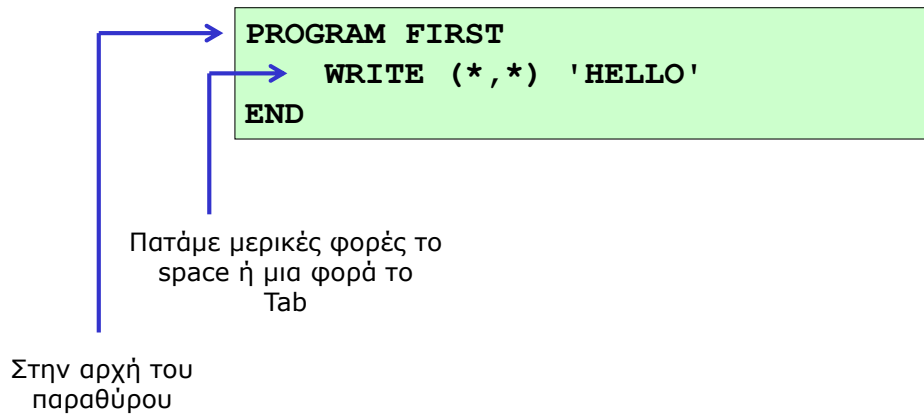 PROGRAM FIRST
WRITE (*,*) 'HELLO'
END
Πατάμε μερικές φορές το
space ή μια φορά το
Tab
Στην αρχή του
παραθύρου